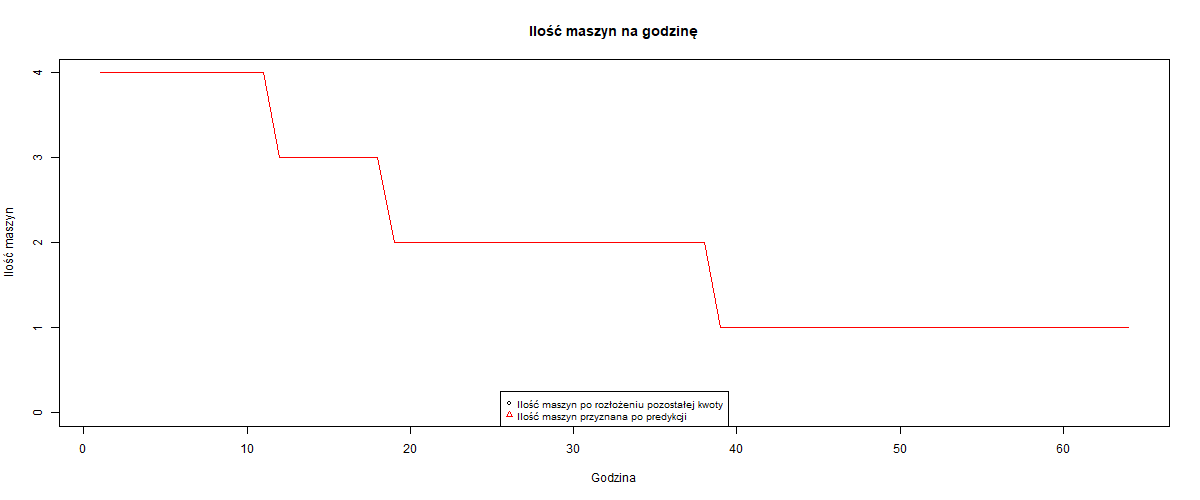 Ilość maszyn na godzinę
Ilość maszyn
4
3
2
1
0
Ilość maszyn po rozłożeniu pozostałej kwoty
Ilość maszyn przyznana po predykcji
0 10 20 30 40 50 60
Godzina